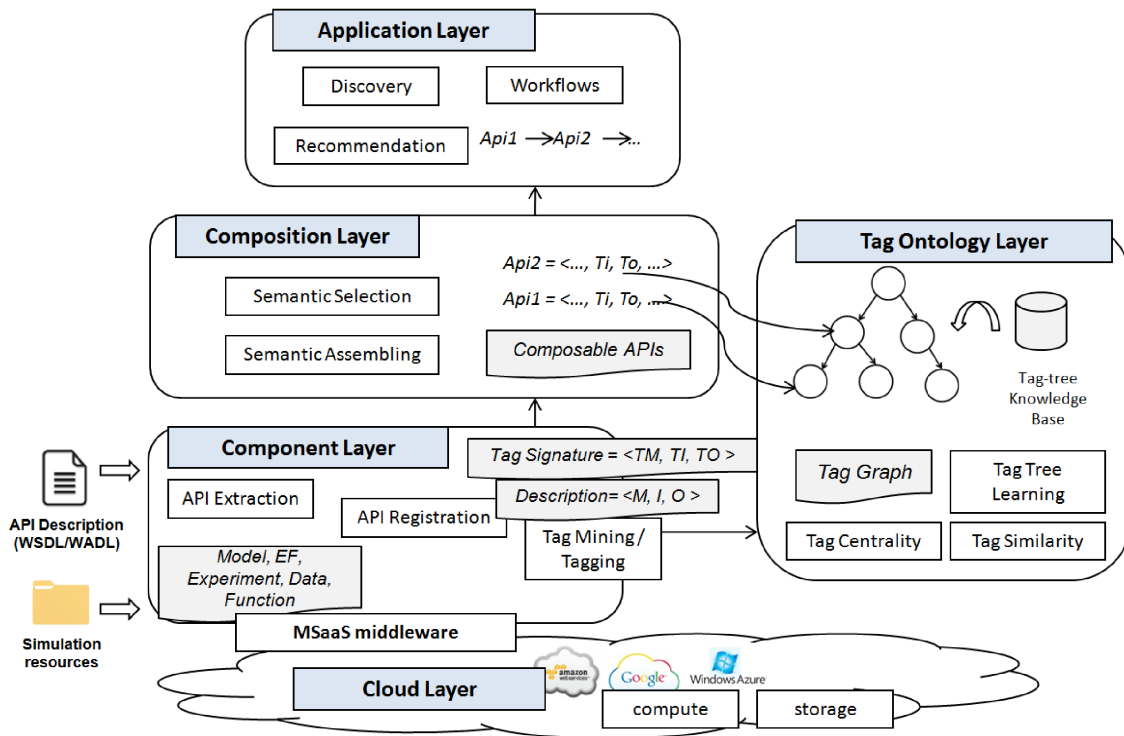 Application Layer
Discovery
Workflows
Recommendation
Api1 → Api2 → ...
Composition Layer
Semantic Selection
Semantic Assembling
Api2 = <..., Ti, To, ...>
Api1 = <..., Ti, To, ...>
Composable APIs
Tag Ontology Layer
Tag-tree
Knowledge
Base
Tag Graph
Tag Tree
Learning
Tag Centrality
Tag Similarity
Component Layer
Tag Signature = <TM, TI, TO >
Description= <M, I, O >
API Extraction
API Registration
Tag Mining /
Tagging
Model, EF,
Experiment, Data,
Function
API Description
(WSDL/WADL)
Simulation
resources
MSaaS middleware
Cloud Layer
amazon
webservices
Google
Windows Azure
compute
storage